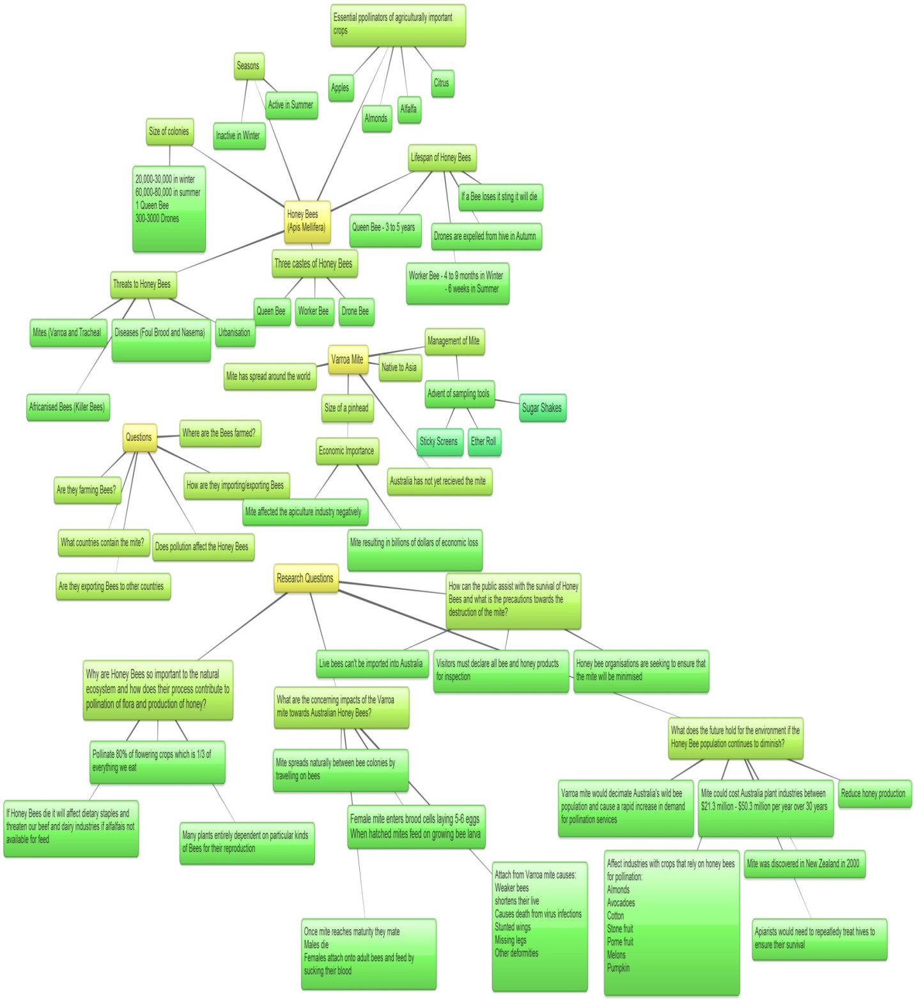 Essential ppollinators of agriculturally important
crops
Seasons
Apples
Citrus
Active in Summer
Almonds
Alfalfa
Size of colonies
Inactive in Winter
Lifespan of Honey Bees
20,000-30,000 in winter
60,000-80,000 in summer
1 Queen Bee
300-3000 Drones
If a Bee loses it sting it will die
Honey Bees
(Apis Mellifera)
Queen Bee - 3 to 5 years
Drones are expelled from hive in Autumn
Three castes of Honey Bees
Worker Bee - 4 to 9 months in Winter
- 6 weeks in Summer
Threats to Honey Bees
Queen Bee
Worker Bee
Drone Bee
Mites (Varroa and Tracheal
Diseases (Foul Brood and Nasema)
Urbanisation
Africanised Bees (Killer Bees)
Varroa Mite
Management of Mite
Mite has spread around the world
Native to Asia
Size of a pinhead
Advent of sampling tools
Sugar Shakes
Sticky Screens
Ether Roll
Economic Importance
Australia has not yet recieved the mite
Mite affected the apiculture industry negatively
Mite resulting in billions of dollars of economic loss
Questions
Where are the Bees farmed?
Are they farming Bees?
How are they importing/exporting Bees
What countries contain the mite?
Does pollution affect the Honey Bees
Are they exporting Bees to other countries
Research Questions
How can the public assist with the survival of Honey
Bees and what is the precautions towards the
destruction of the mite?
Live bees can't be imported into Australia
Visitors must declare all bee and honey products
for inspection
Honey bee organisations are seeking to ensure that
the mite will be minimised
Why are Honey Bees so important to the natural
ecosystem and how does their process contribute to
pollination of flora and production of honey?
Pollinate 80% of flowering crops which is 1/3 of
everything we eat
If Honey Bees die it will affect dietary staples and
threaten our beef and dairy industries if alfalfais not
available for feed
Many plants entirely dependent on particular kinds
of Bees for their reproduction
What are the concerning impacts of the Varroa
mite towards Australian Honey Bees?
Mite spreads naturally between bee colonies by
travelling on bees
Female mite enters brood cells laying 5-6 eggs
When hatched mites feed on growing bee larva
Once mite reaches maturity they mate
Males die
Females attach onto adult bees and feed by
sucking their blood
Attach from Varroa mite causes:
Weaker bees
shortens their live
Causes death from virus infections
Stunted wings
Missing legs
Other deformities
What does the future hold for the environment if the
Honey Bee population continues to diminish?
Varroa mite would decimate Australia's wild bee
population and cause a rapid increase in demand
for pollination services
Mite could cost Australia plant industries between
$21.3 million - $50.3 million per year over 30 years
Reduce honey production
Affect industries with crops that rely on honey bees
for pollination:
Almonds
Avocadoes
Cotton
Stone fruit
Pome fruit
Melons
Pumpkin
Mite was discovered in New Zealand in 2000
Apiarists would need to repeatledy treat hives to
ensure their survival